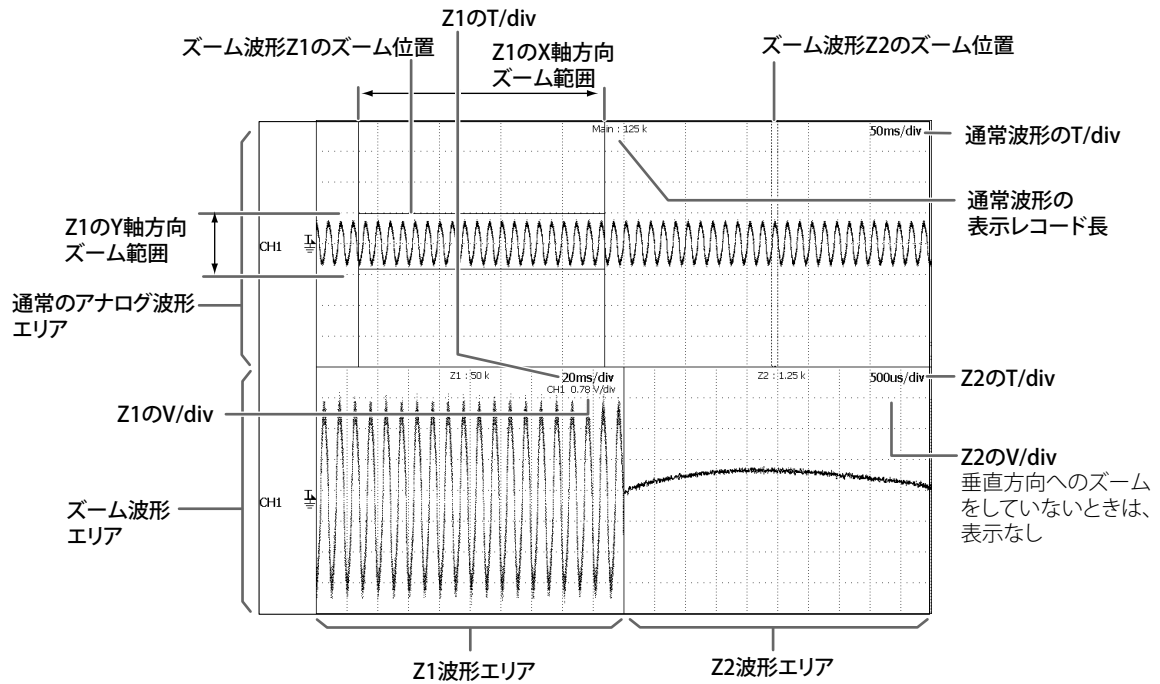 Z1のT/div
ズーム波形Z1のズーム位置
Z1のX軸方向
ズーム範囲
ズーム波形Z2のズーム位置
Main : 125 k
50ms/div
通常波形のT/div
通常波形の
表示レコード長
Z1のY軸方向
ズーム範囲
CH1
通常のアナログ波形
エリア
Z1 : 50 k
20ms/div
CH1 0.78 V/div
Z2 : 1.25 k
500us/div
Z2のT/div
Z1のV/div
Z2のV/div
垂直方向へのズーム
をしていないときは、
表示なし
CH1
ズーム波形
エリア
Z1波形エリア
Z2波形エリア